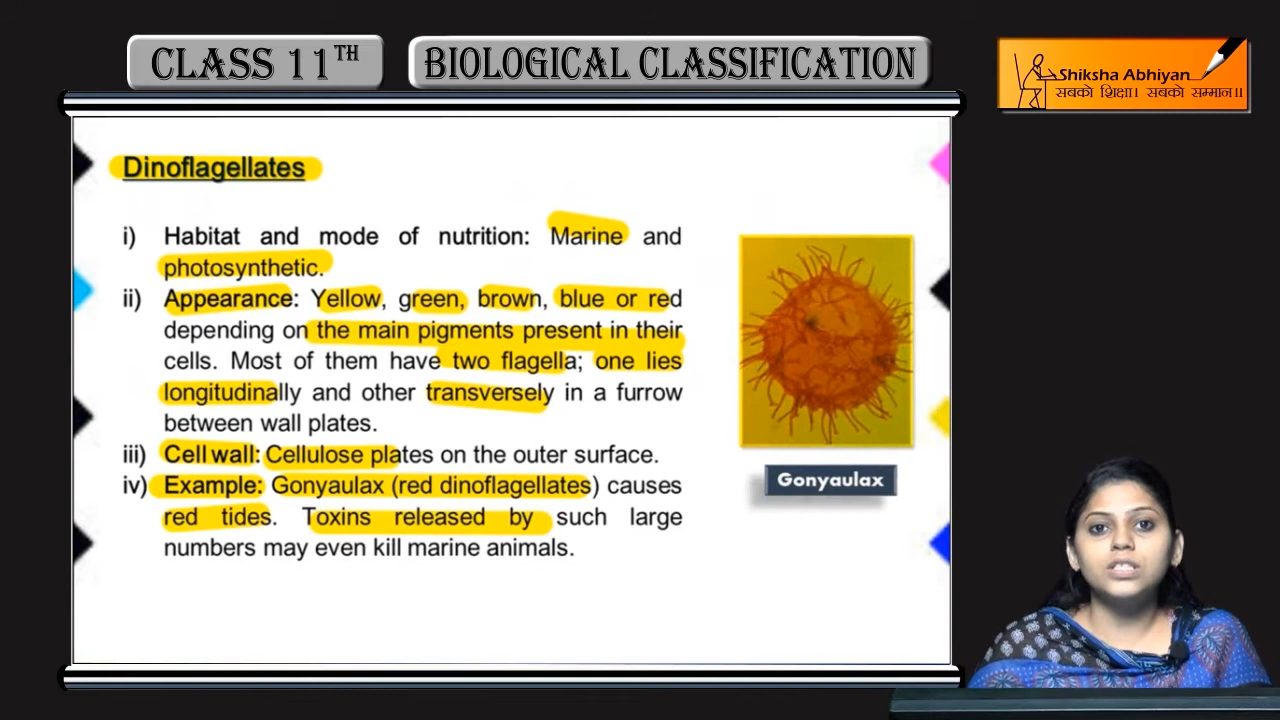 CLASS 11TH
BIOLOGICAL CLASSIFICATION
Shiksha Abhiyan
सबको शिक्षा। सबको सम्मान।।
Dinoflagellates
i) Habitat and mode of nutrition: Marine and
photosynthetic.
ii) Appearance: Yellow, green, brown, blue or red
depending on the main pigments present in their
cells. Most of them have two flagella; one lies
longitudinally and other transversely in a furrow
between wall plates.
iii) Cell wall: Cellulose plates on the outer surface.
iv) Example: Gonyaulax (red dinoflagellates) causes
red tides. Toxins released by such large
numbers may even kill marine animals.
Gonyaulax